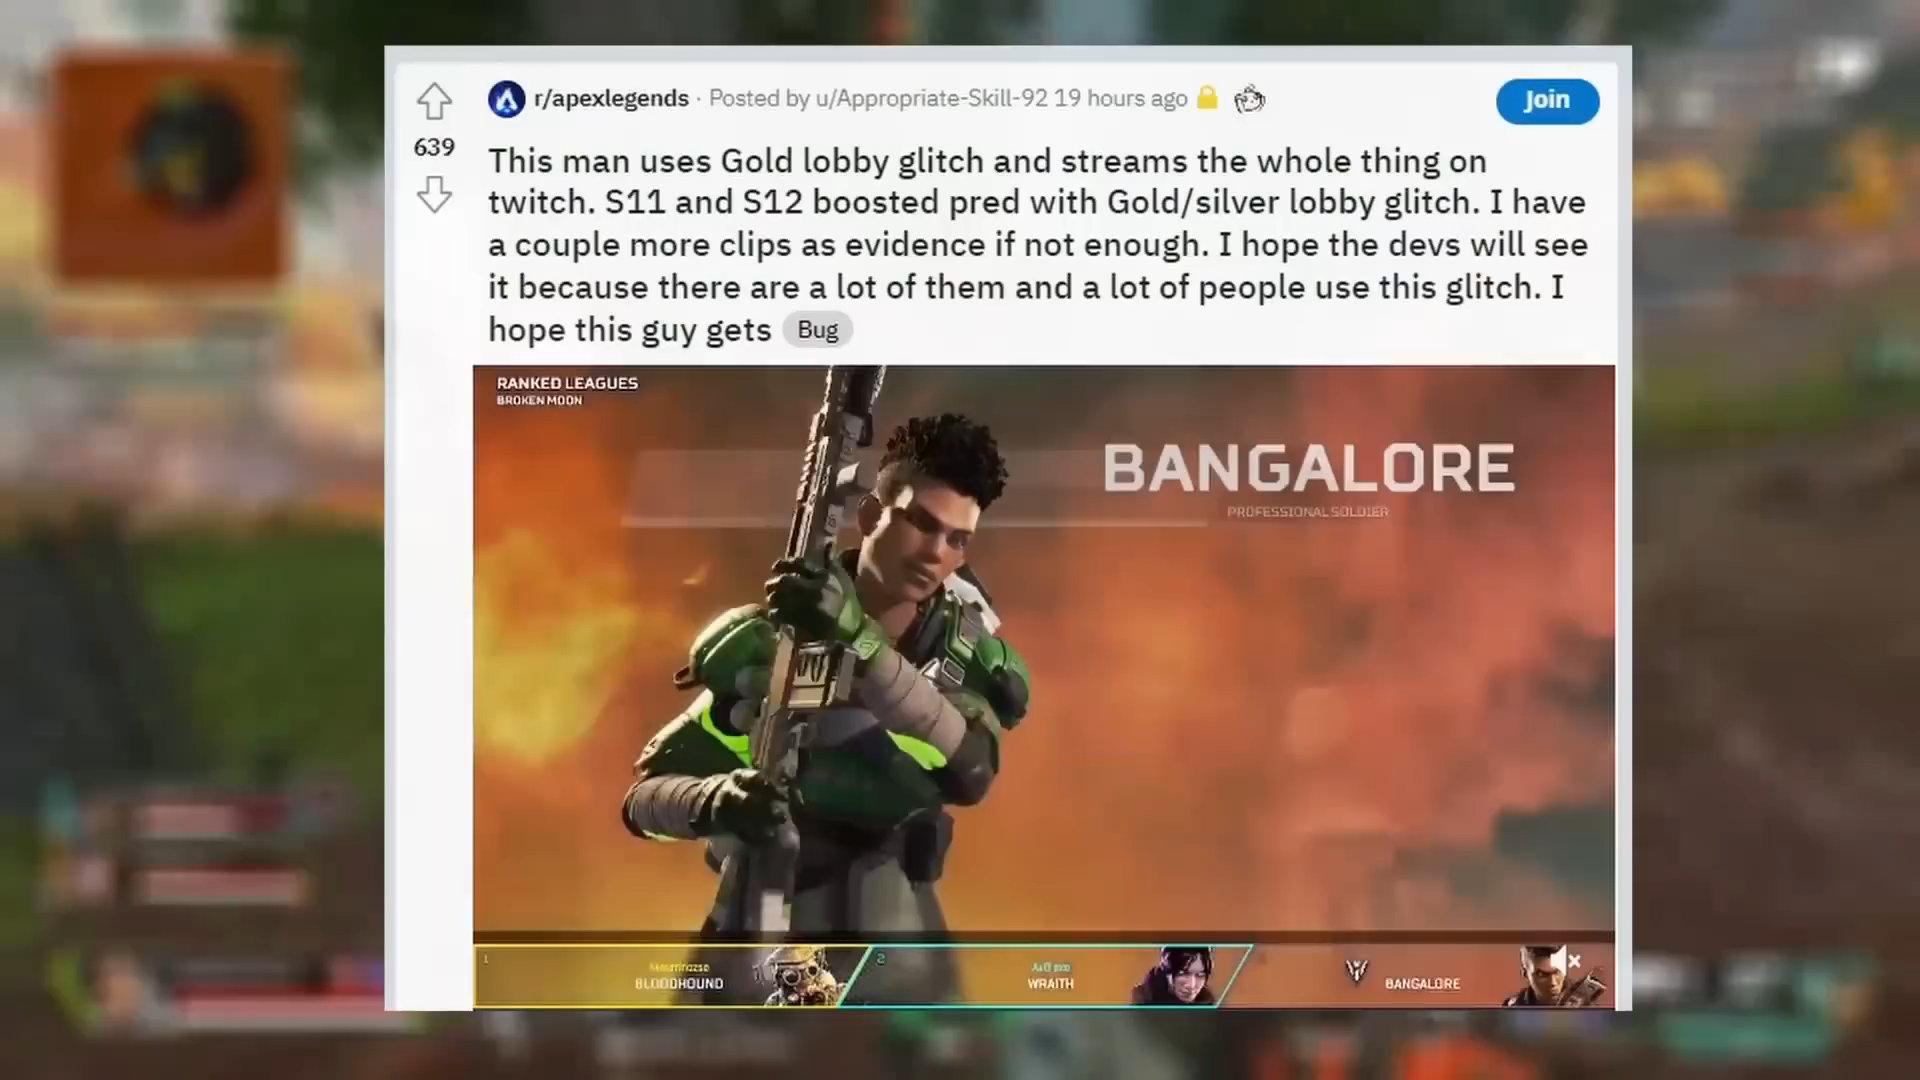 r/apexlegends · Posted by u/Appropriate-Skill-92 19 hours ago
Join
639
This man uses Gold lobby glitch and streams the whole thing on
twitch. S11 and S12 boosted pred with Gold/silver lobby glitch. I have
a couple more clips as evidence if not enough. I hope the devs will see
it because there are a lot of them and a lot of people use this glitch. I
hope this guy gets Bug
RANKED LEAGUES
BROKEN MOON
BANGALORE
PROFESSIONAL SOLDIER
1
BLOODHOUND
2
WRAITH
BANGALORE